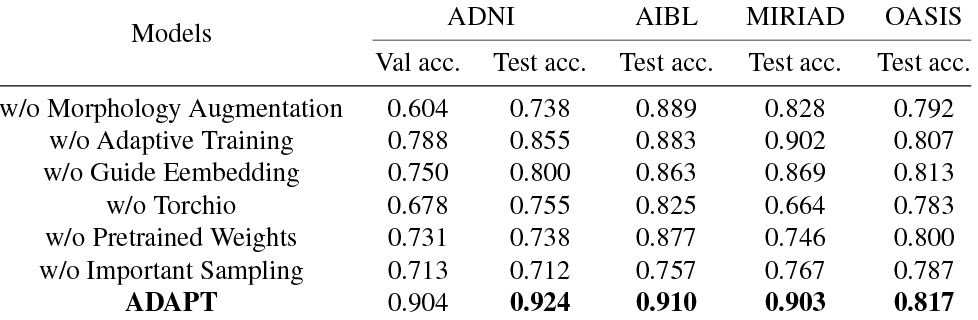 Models ADNI AIBL MIRIAD OASIS
Val acc. Test acc. Test acc. Test acc. Test acc.
w/o Morphology Augmentation 0.604 0.738 0.889 0.828 0.792
w/o Adaptive Training 0.788 0.855 0.883 0.902 0.807
w/o Guide Eembedding 0.750 0.800 0.863 0.869 0.813
w/o Torchio 0.678 0.755 0.825 0.664 0.783
w/o Pretrained Weights 0.731 0.738 0.877 0.746 0.800
w/o Important Sampling 0.713 0.712 0.757 0.767 0.787
ADAPT 0.904 0.924 0.910 0.903 0.817